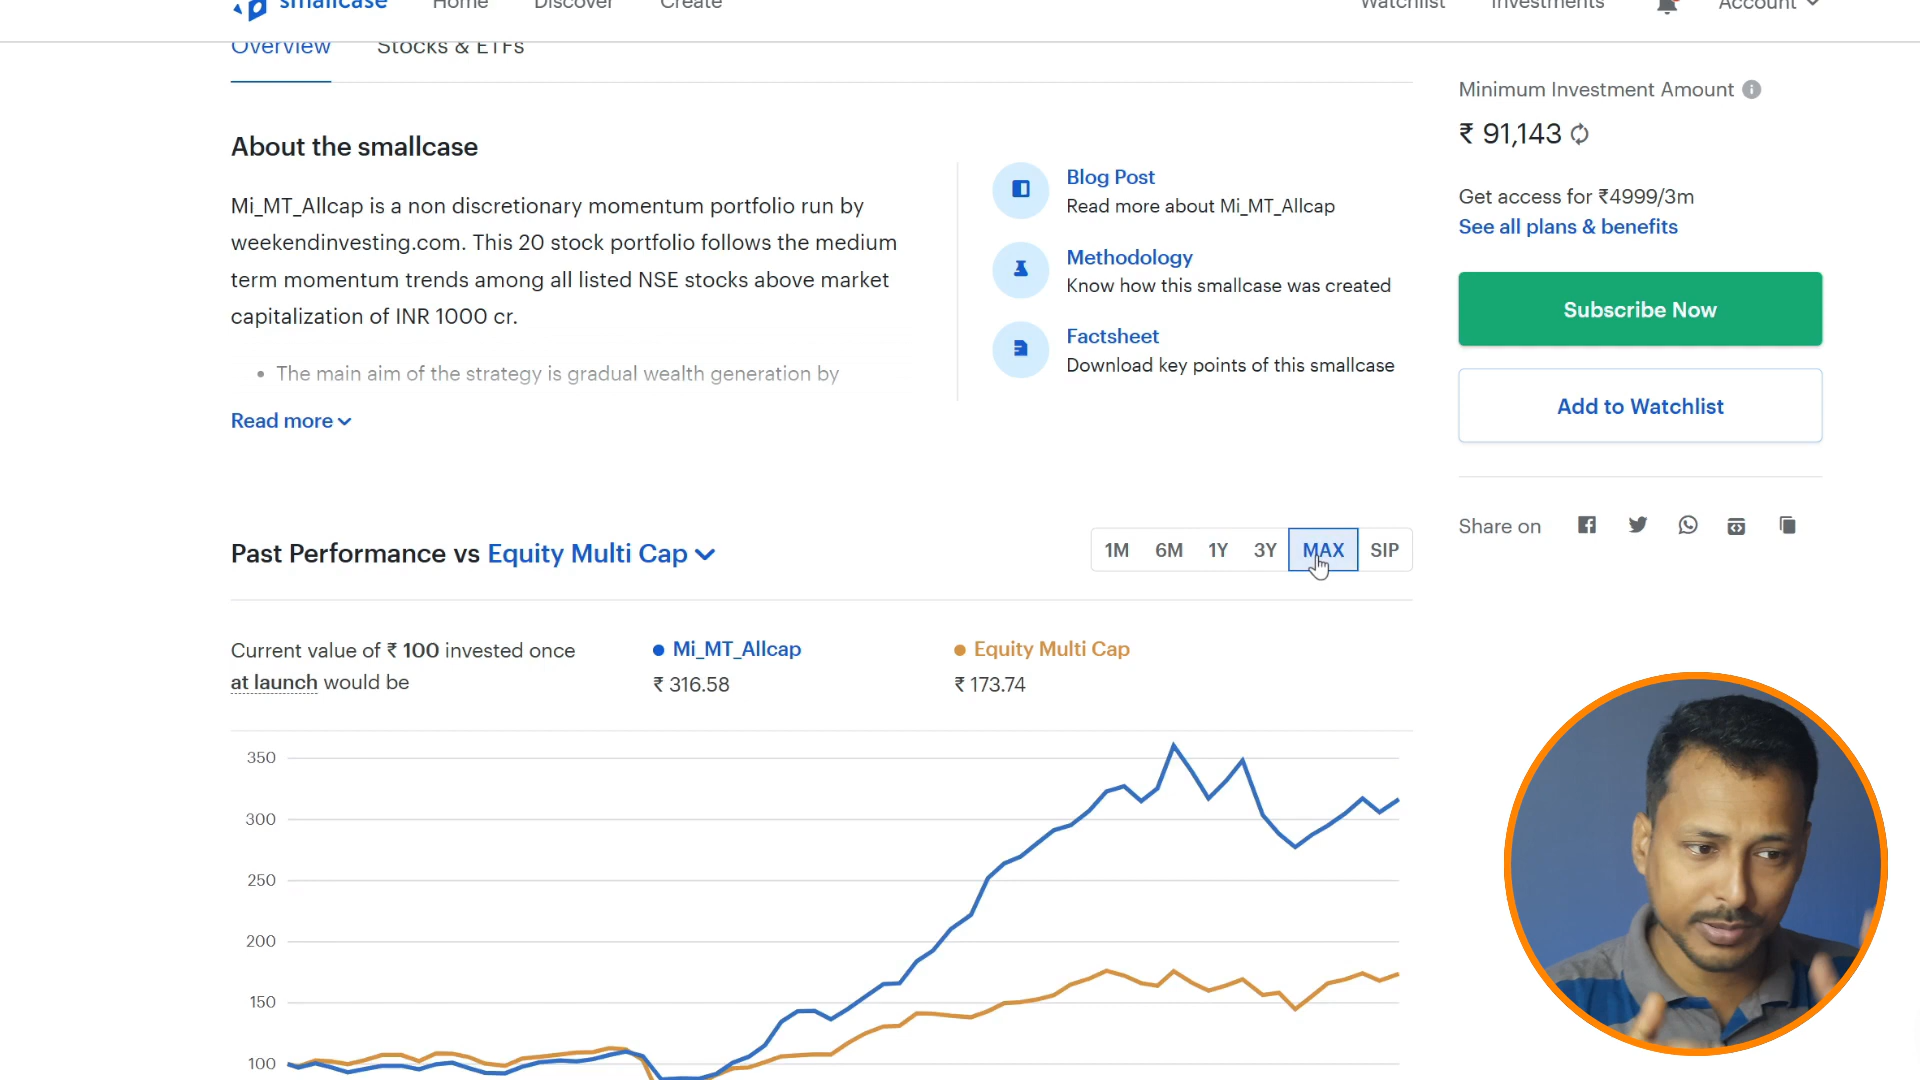 smallcase
Home
Discover
Create
Watchlist
Investments
Account
Overview
Stocks & ETFs
About the smallcase
Mi_MT_Allcap is a non discretionary momentum portfolio run by
weekendinvesting.com. This 20 stock portfolio follows the medium
term momentum trends among all listed NSE stocks above market
capitalization of INR 1000 cr.
• The main aim of the strategy is gradual wealth generation by
Read more
Blog Post
Read more about Mi_MT_Allcap
Methodology
Know how this smallcase was created
Factsheet
Download key points of this smallcase
Minimum Investment Amount
₹ 91,143
Get access for ₹4999/3m
See all plans & benefits
Subscribe Now
Add to Watchlist
Share on
Past Performance vs Equity Multi Cap
1M 6M 1Y 3Y MAX SIP
Current value of ₹ 100 invested once
at launch would be
Mi_MT_Allcap
₹ 316.58
Equity Multi Cap
₹ 173.74
350
300
250
200
150
100